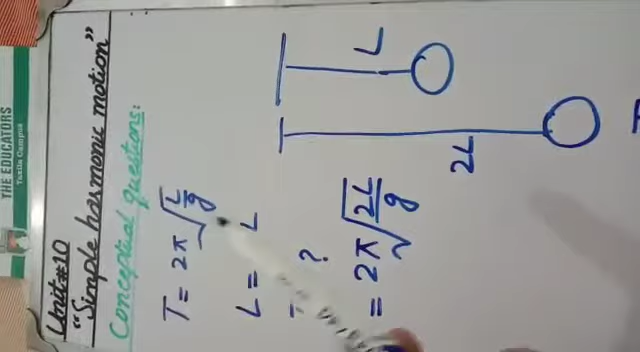 THE EDUCATORS
Taxila Campus
Unit#10
"Simple harmonic motion"
Conceptual questions:
T = 2π √L/g
L = L
?
= 2π √2L/g
L
2L